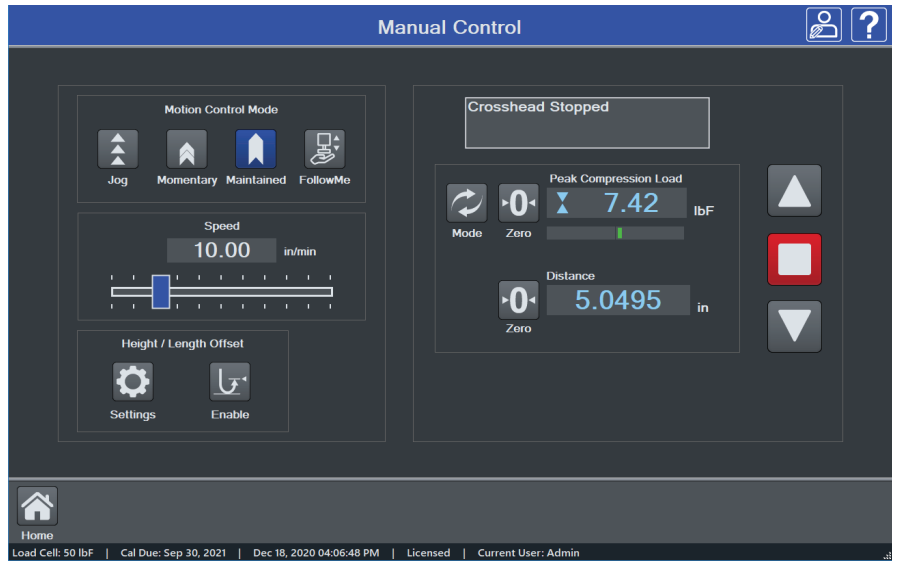 Manual Control
?
Motion Control Mode
Jog Momentary Maintained FollowMe
Speed
10.00 in/min
Height / Length Offset
Settings Enable
Crosshead Stopped
Peak Compression Load
0 7.42 lbF
Mode Zero
Distance
0 5.0495 in
Zero
Home
Load Cell: 50 lbF | Cal Due: Sep 30, 2021 | Dec 18, 2020 04:06:48 PM | Licensed | Current User: Admin